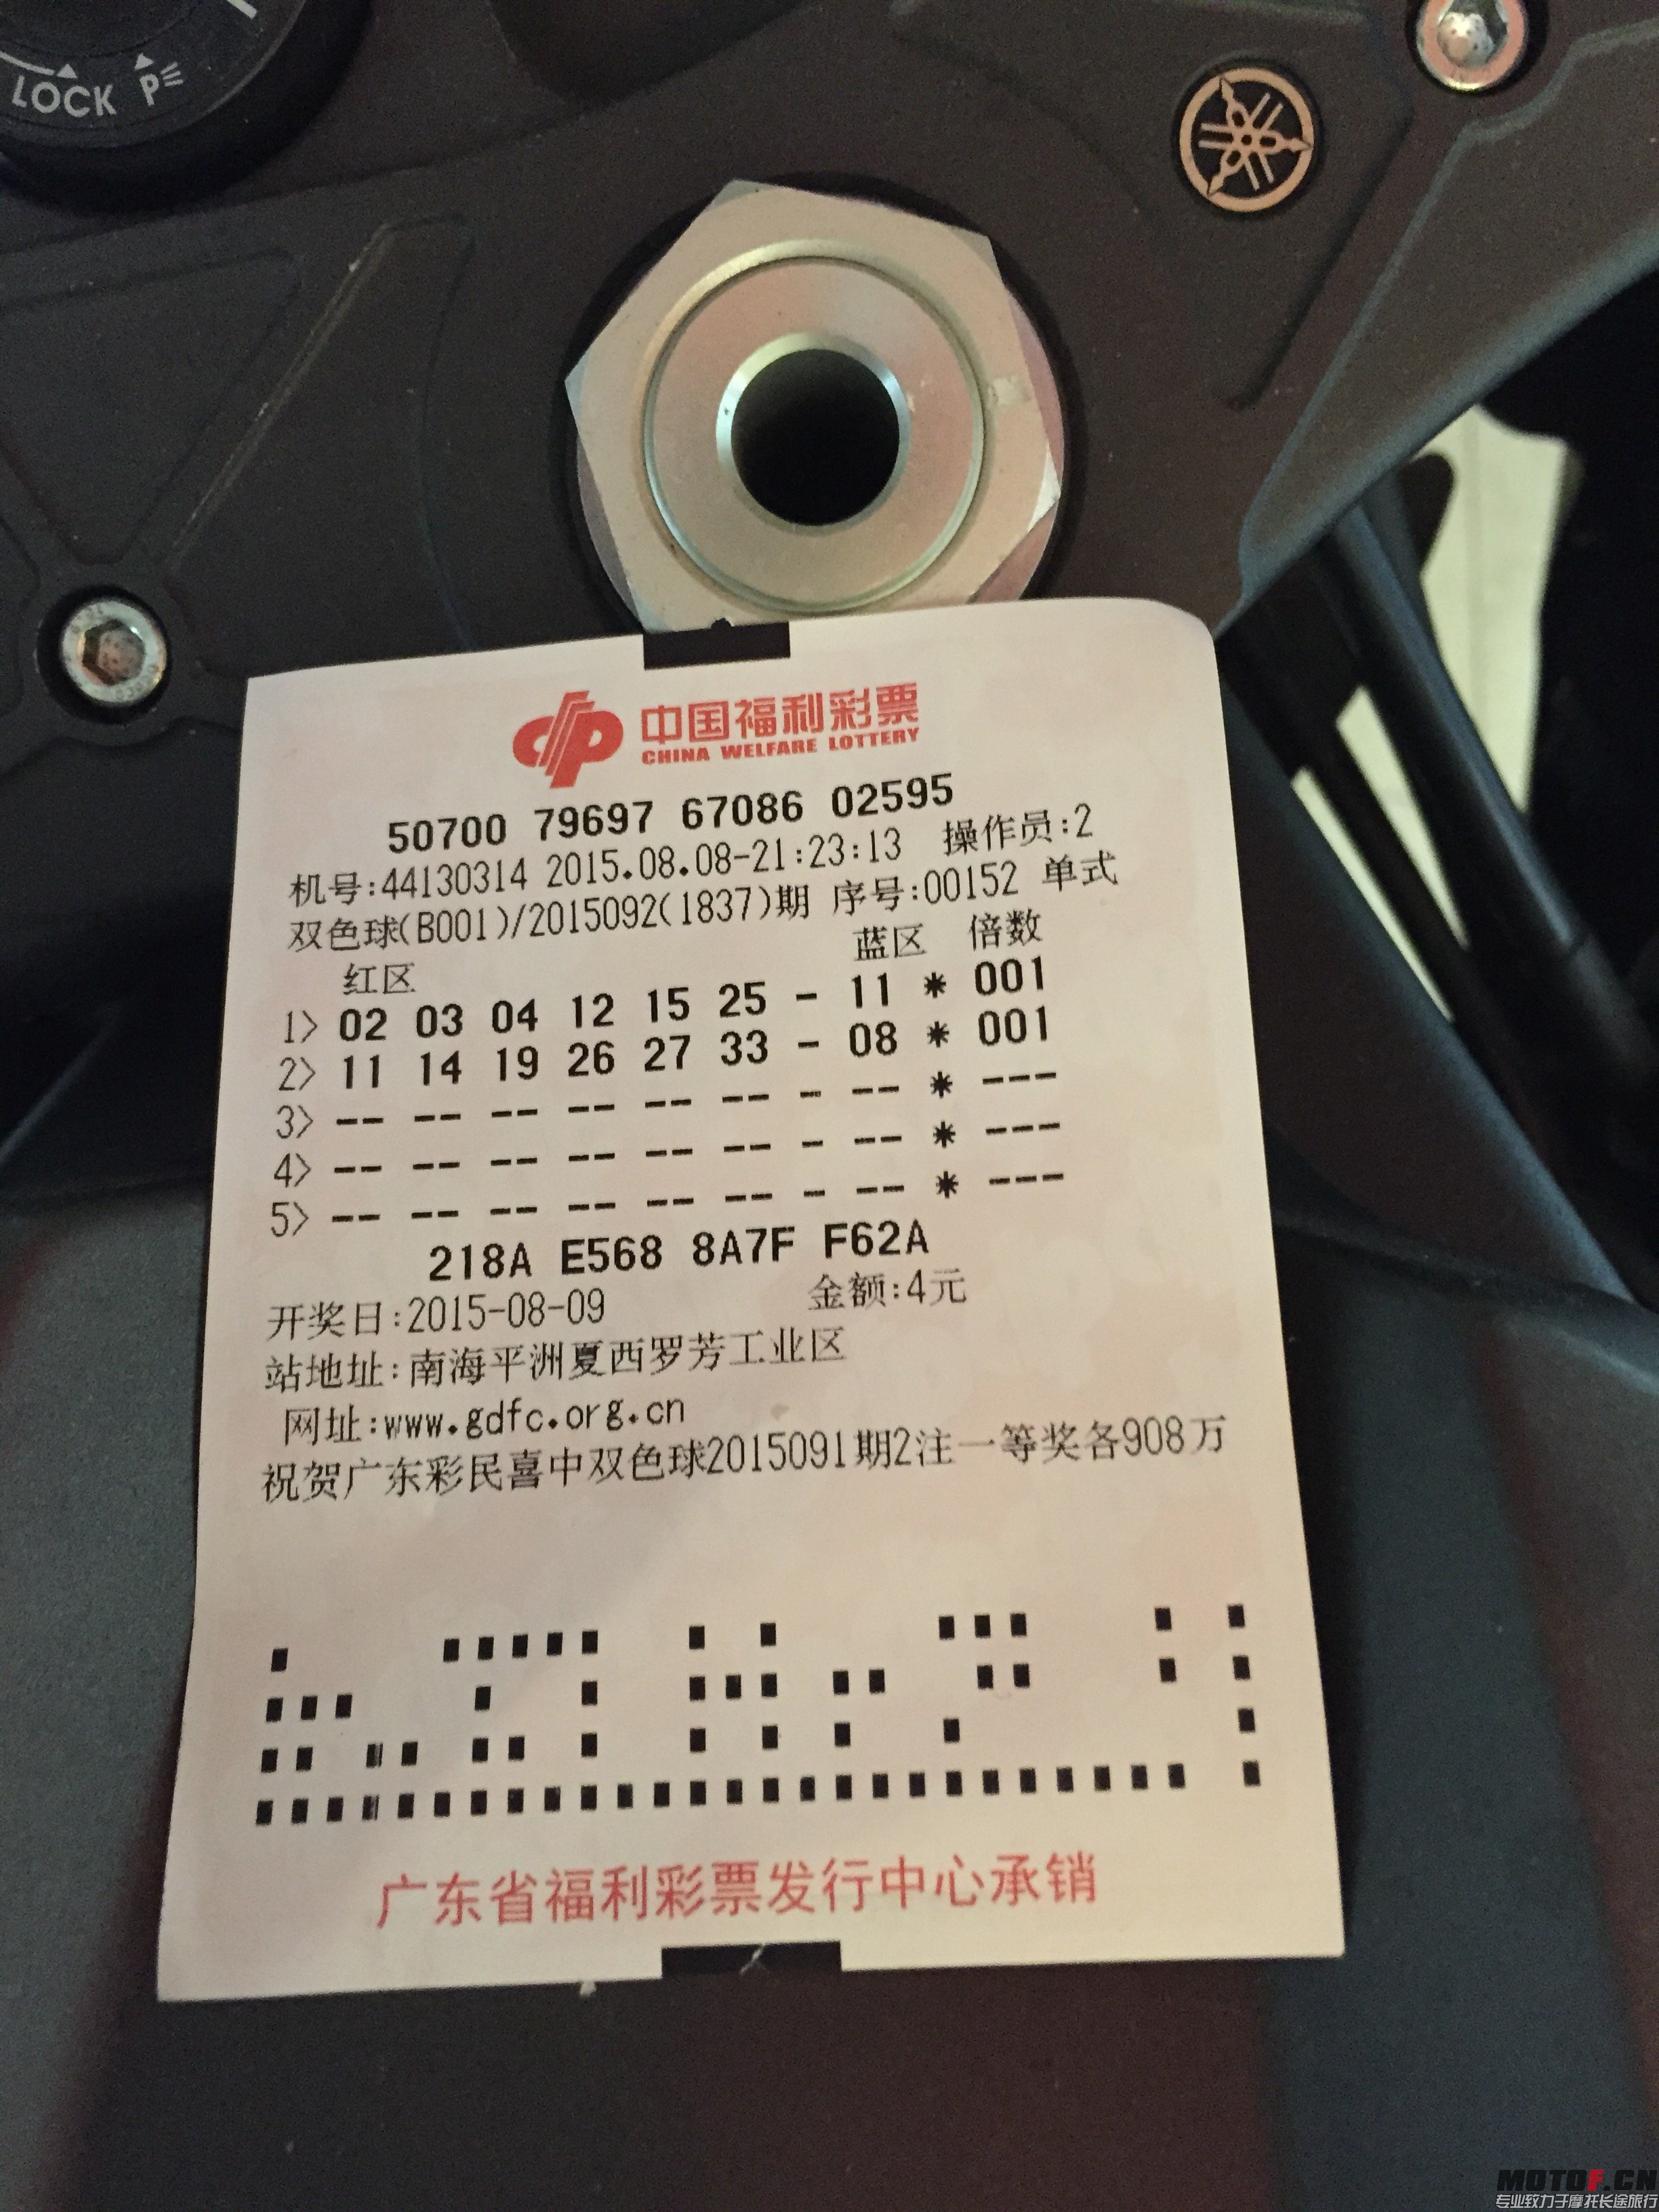 LOCK P
中国福利彩票
CHINA WELFARE LOTTERY
50700 79697 67086 02595
机号:44130314 2015.08.08-21:23:13 操作员:2
双色球(B001)/2015092(1837)期 序号:00152 单式
红区 蓝区 倍数
1> 02 03 04 12 15 25 - 11 * 001
2> 11 14 19 26 27 33 - 08 * 001
3> -- -- -- -- -- -- - -- * ---
4> -- -- -- -- -- -- - -- * ---
5> -- -- -- -- -- -- - -- * ---
218A E568 8A7F F62A
开奖日:2015-08-09 金额:4元
站地址:南海平洲夏西罗芳工业区
网址:www.gdfc.org.cn
祝贺广东彩民喜中双色球2015091期2注一等奖各908万
广东省福利彩票发行中心承销
MOTOF.CN
专业致力于摩托长途旅行